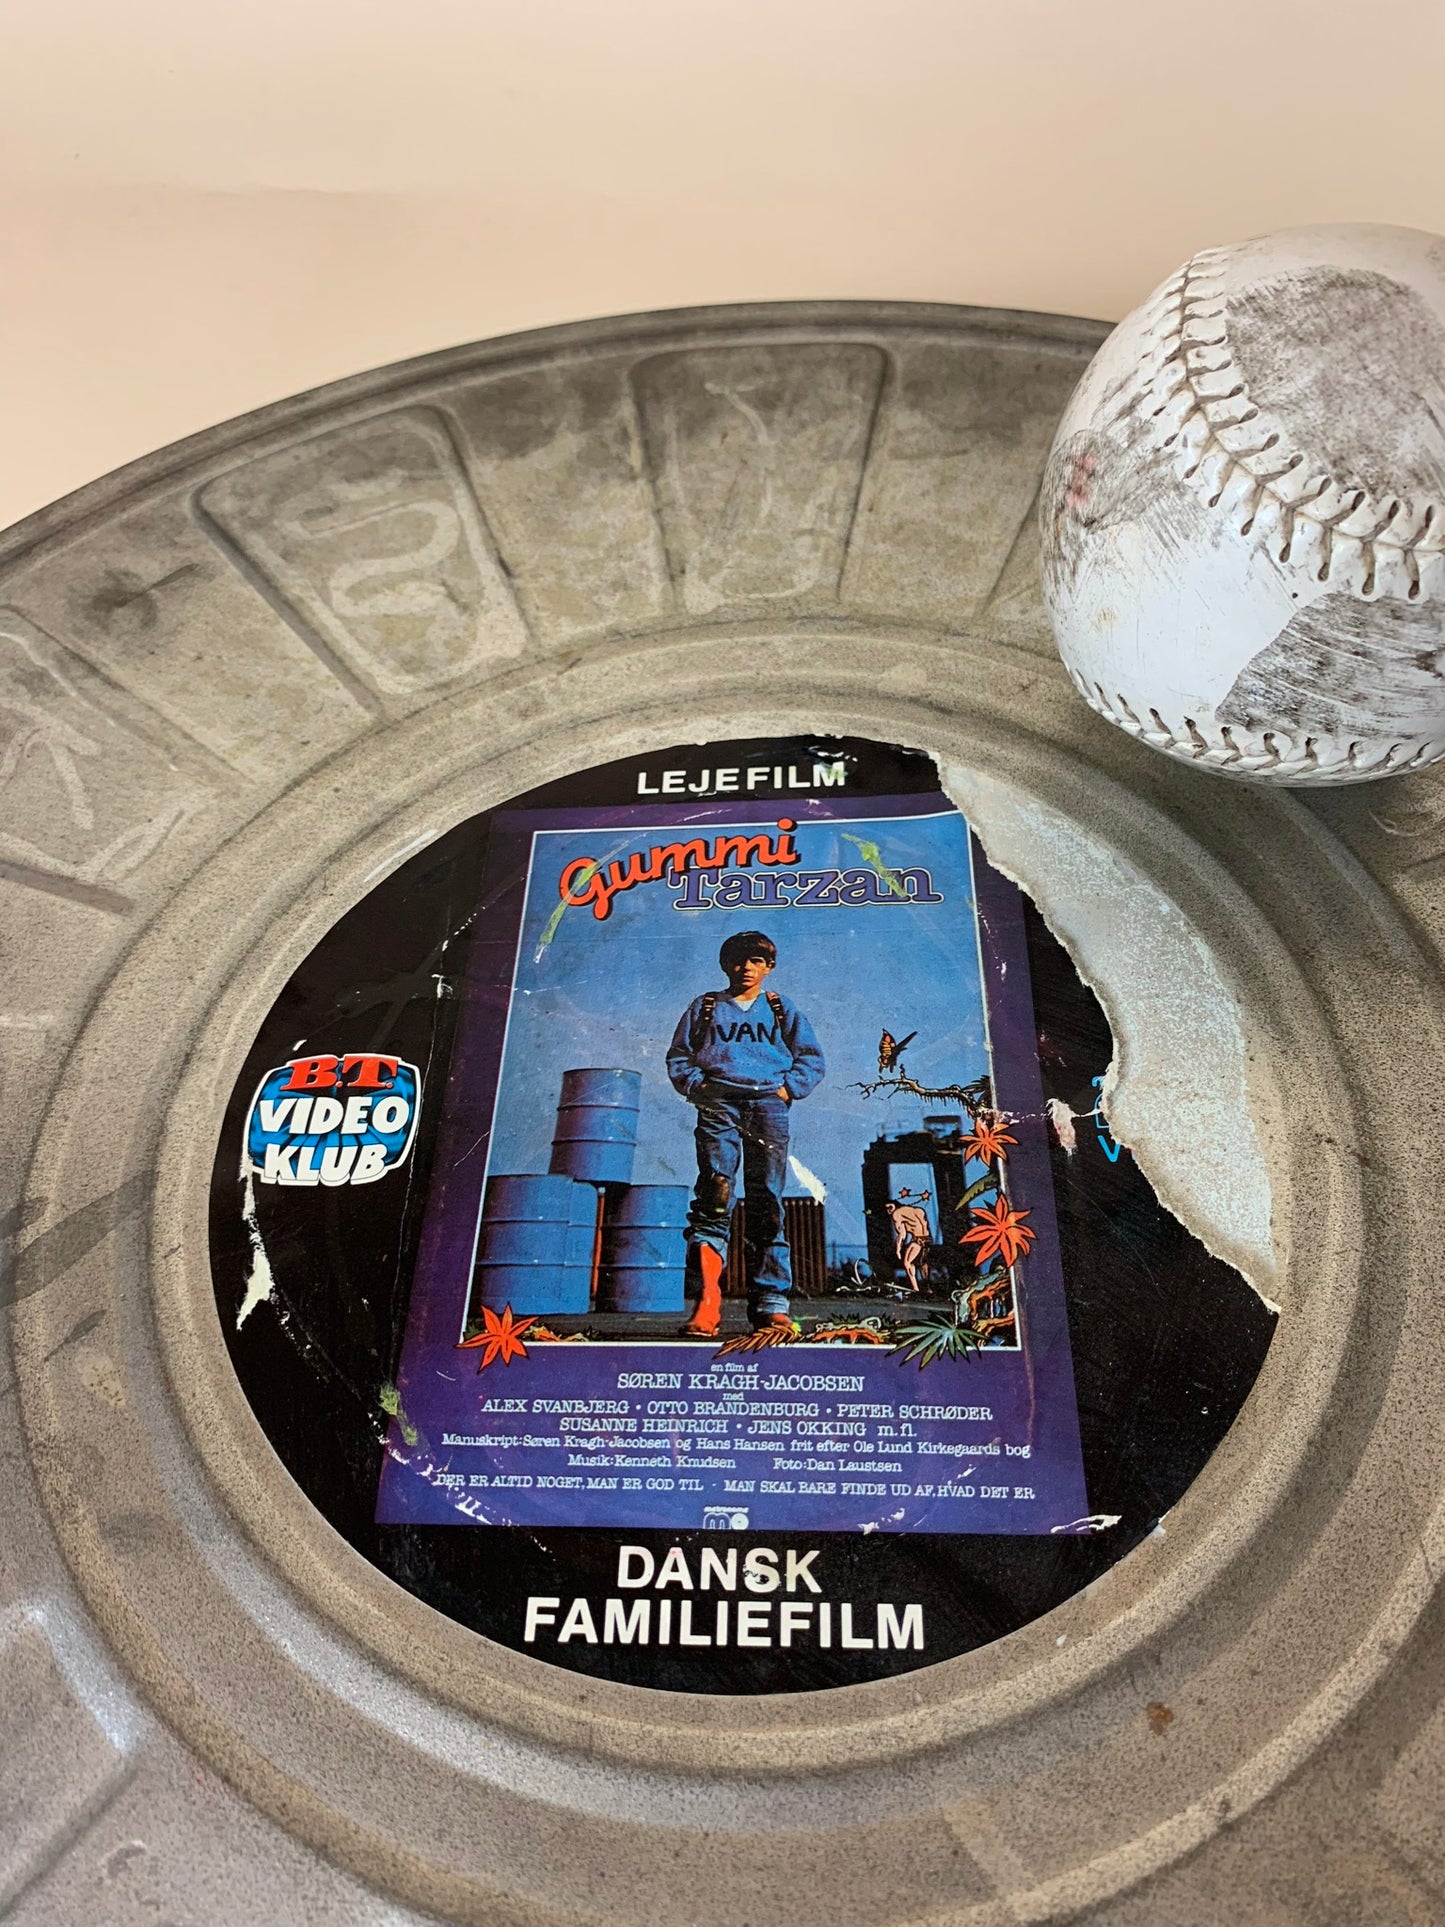 LEJEFILM
Gummi
Tarzan
IVAN
B.T.
VIDEO
KLUB
en film af
SØREN KRAGH-JACOBSEN
med
ALEX SVANBJERG • OTTO BRANDENBURG • PETER SCHRØDER
SUSANNE HEINRICH • JENS OKKING m.fl.
Manuskript: Søren Kragh-Jacobsen og Hans Hansen frit efter Ole Lund Kirkegaards bog
Musik: Kenneth Knudsen Foto: Dan Laustsen
DER ER ALTID NOGET, MAN ER GOD TIL - MAN SKAL BARE FINDE UD AF, HVAD DET ER
metronome
DANSK
FAMILIEFILM